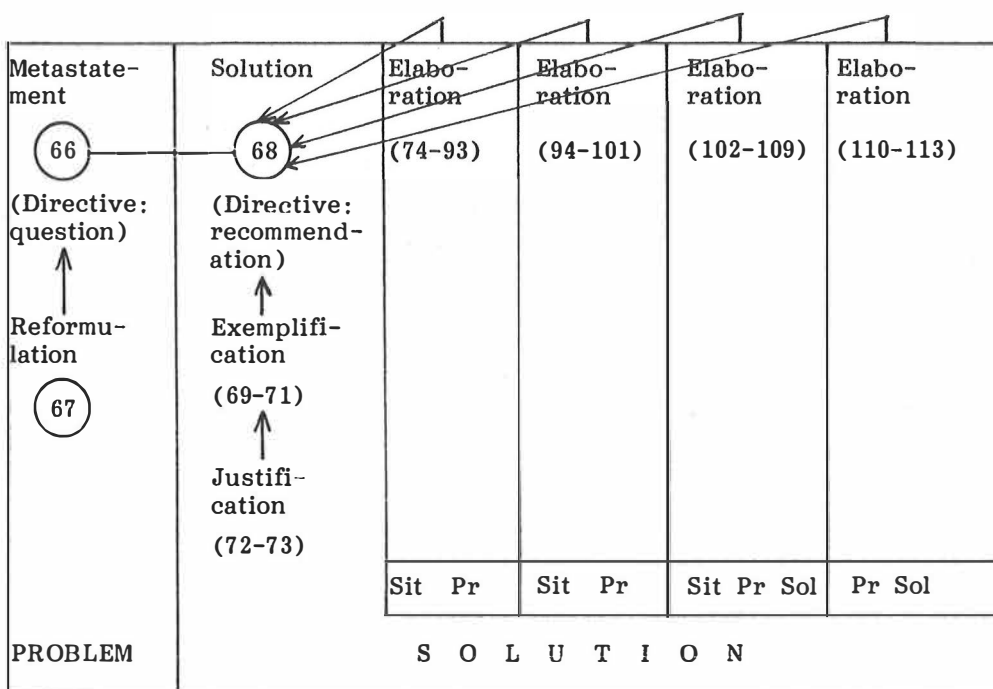 Metastate-
ment
66
(Directive:
question)
Reformu-
lation
67
Solution
68
(Directive:
recommend-
ation)
Exemplifi-
cation
(69-71)
Justifi-
cation
(72-73)
Elabo-
ration
(74-93)
Sit Pr
Elabo-
ration
(94-101)
Sit Pr
Elabo-
ration
(102-109)
Sit Pr Sol
Elabo-
ration
(110-113)
Pr Sol
PROBLEM
S O L U T I O N